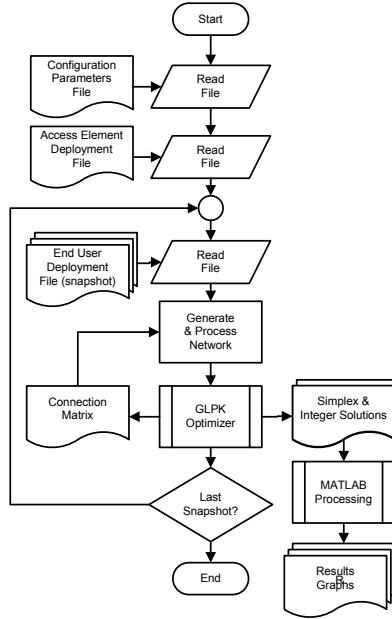 Start
Configuration
Parameters
File
Read
File
Access Element
Deployment
File
Read
File
End User
Deployment
File (snapshot)
Read
File
Generate
& Process
Network
Connection
Matrix
GLPK
Optimizer
Simplex &
Integer Solutions
Last
Snapshot?
MATLAB
Processing
End
Results
Graphs
R